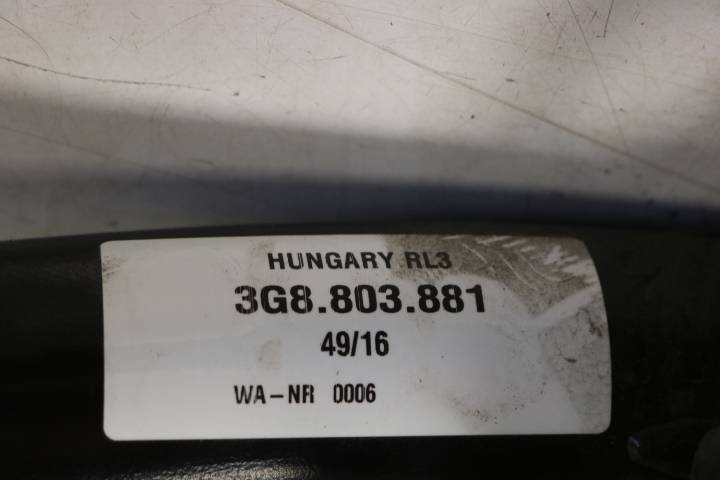 HUNGARY RL3
3G8.803.881
49/16
WA-NR 0006